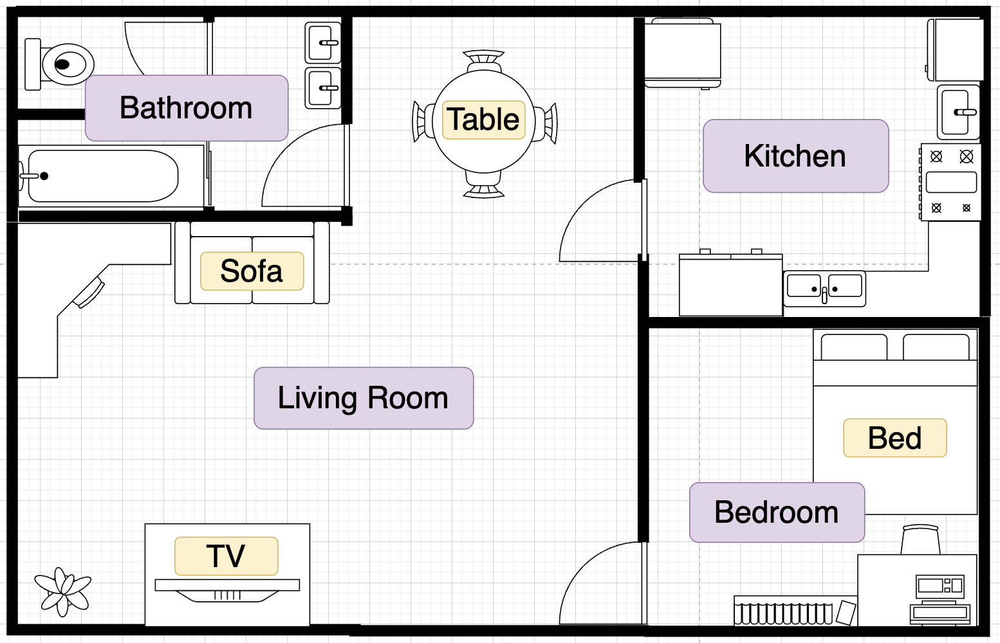 Bathroom
Table
Kitchen
Sofa
Living Room
Bed
Bedroom
TV